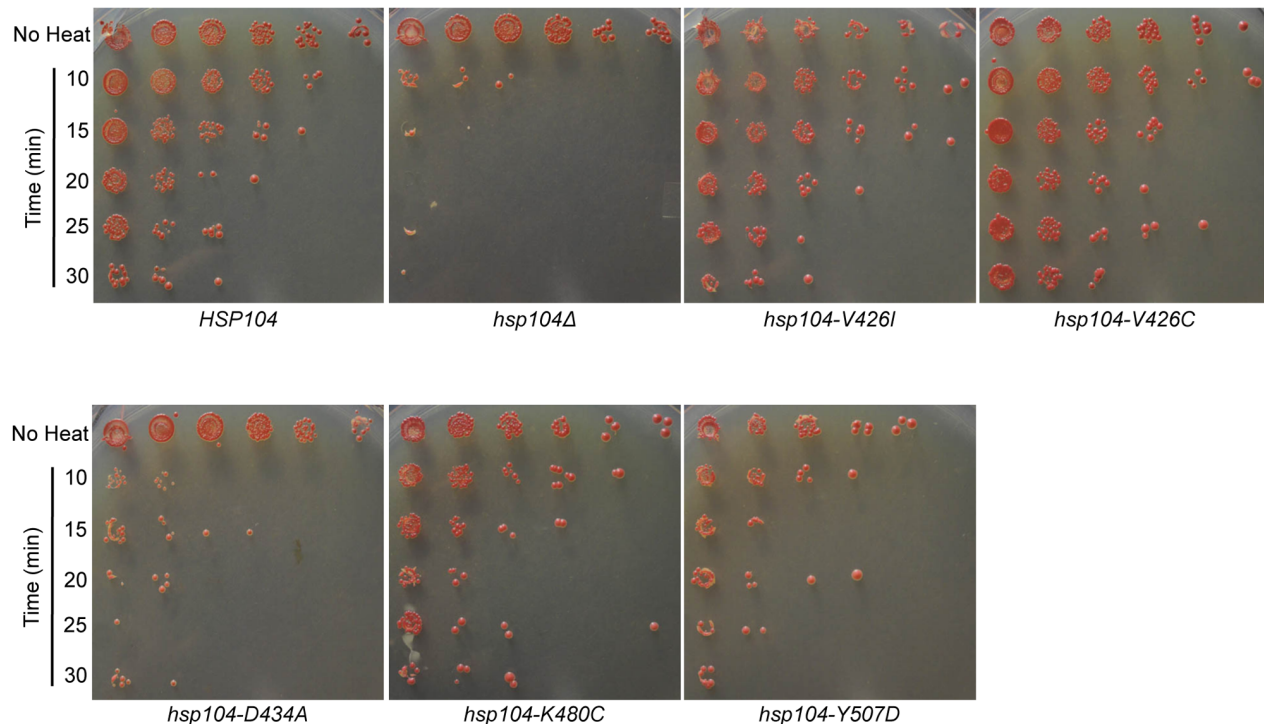 No Heat
10
15
20
25
30
Time (min)
HSP104
hsp104Δ
hsp104-V426I
hsp104-V426C
No Heat
10
15
20
25
30
Time (min)
hsp104-D434A
hsp104-K480C
hsp104-Y507D